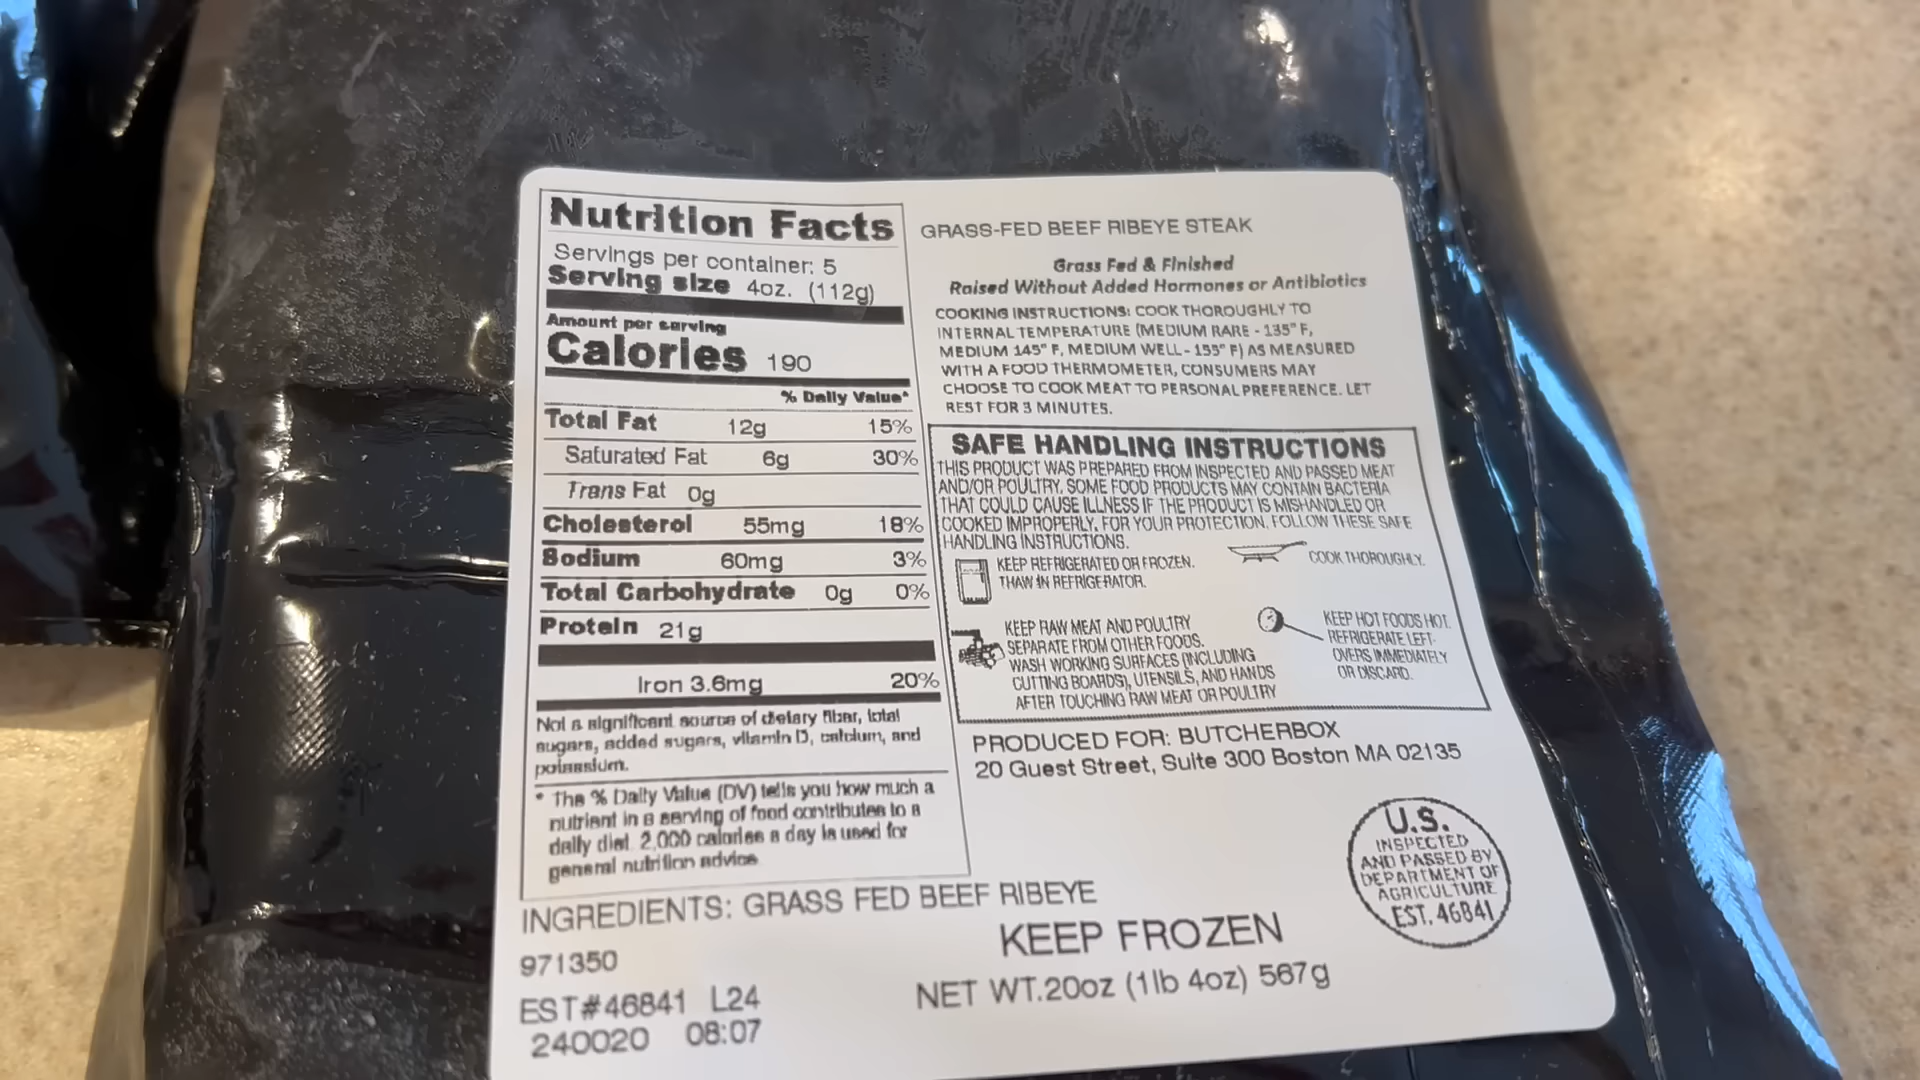 Nutrition Facts
Servings per container: 5
Serving size 4oz. (112g)
Amount per serving
Calories 190
% Daily Value*
Total Fat 12g 15%
Saturated Fat 6g 30%
Trans Fat 0g
Cholesterol 55mg 18%
Sodium 60mg 3%
Total Carbohydrate 0g 0%
Protein 21g
Iron 3.6mg 20%
Not a significant source of dietary fiber, total
sugars, added sugars, vitamin D, calcium, and
potassium.
* The % Daily Value (DV) tells you how much a
nutrient in a serving of food contributes to a
daily diet. 2,000 calories a day is used for
general nutrition advice
GRASS-FED BEEF RIBEYE STEAK
Grass Fed & Finished
Raised Without Added Hormones or Antibiotics
COOKING INSTRUCTIONS: COOK THOROUGHLY TO
INTERNAL TEMPERATURE (MEDIUM RARE - 135° F,
MEDIUM 145° F, MEDIUM WELL - 155° F) AS MEASURED
WITH A FOOD THERMOMETER, CONSUMERS MAY
CHOOSE TO COOK MEAT TO PERSONAL PREFERENCE. LET
REST FOR 3 MINUTES.
SAFE HANDLING INSTRUCTIONS
THIS PRODUCT WAS PREPARED FROM INSPECTED AND PASSED MEAT
AND/OR POULTRY. SOME FOOD PRODUCTS MAY CONTAIN BACTERIA
THAT COULD CAUSE ILLNESS IF THE PRODUCT IS MISHANDLED OR
COOKED IMPROPERLY. FOR YOUR PROTECTION, FOLLOW THESE SAFE
HANDLING INSTRUCTIONS.
KEEP REFRIGERATED OR FROZEN.
THAW IN REFRIGERATOR.
COOK THOROUGHLY.
KEEP RAW MEAT AND POULTRY
SEPARATE FROM OTHER FOODS.
WASH WORKING SURFACES (INCLUDING
CUTTING BOARDS), UTENSILS, AND HANDS
AFTER TOUCHING RAW MEAT OR POULTRY
KEEP HOT FOODS HOT.
REFRIGERATE LEFT-
OVERS IMMEDIATELY
OR DISCARD.
PRODUCED FOR: BUTCHERBOX
20 Guest Street, Suite 300 Boston MA 02135
U.S.
INSPECTED
AND PASSED BY
DEPARTMENT OF
AGRICULTURE
EST. 46841
INGREDIENTS: GRASS FED BEEF RIBEYE
KEEP FROZEN
NET WT.20oz (1lb 4oz) 567g
971350
EST#46841 L24
240020 08:07